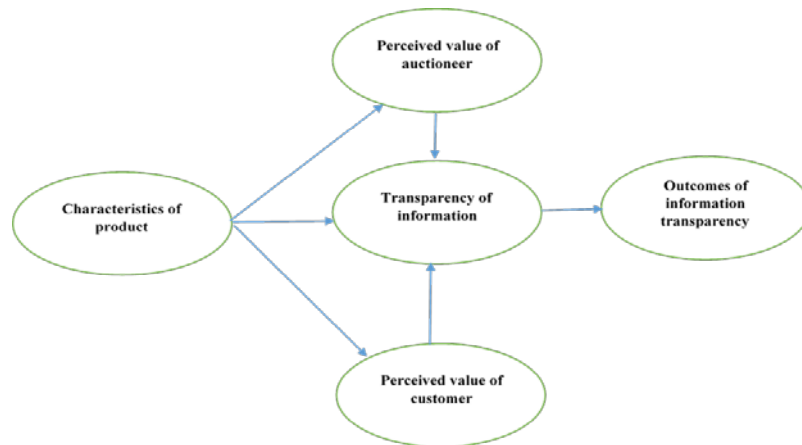 Perceived value of
auctioneer
Characteristics of
product
Transparency of
information
Outcomes of
information
transparency
Perceived value of
customer